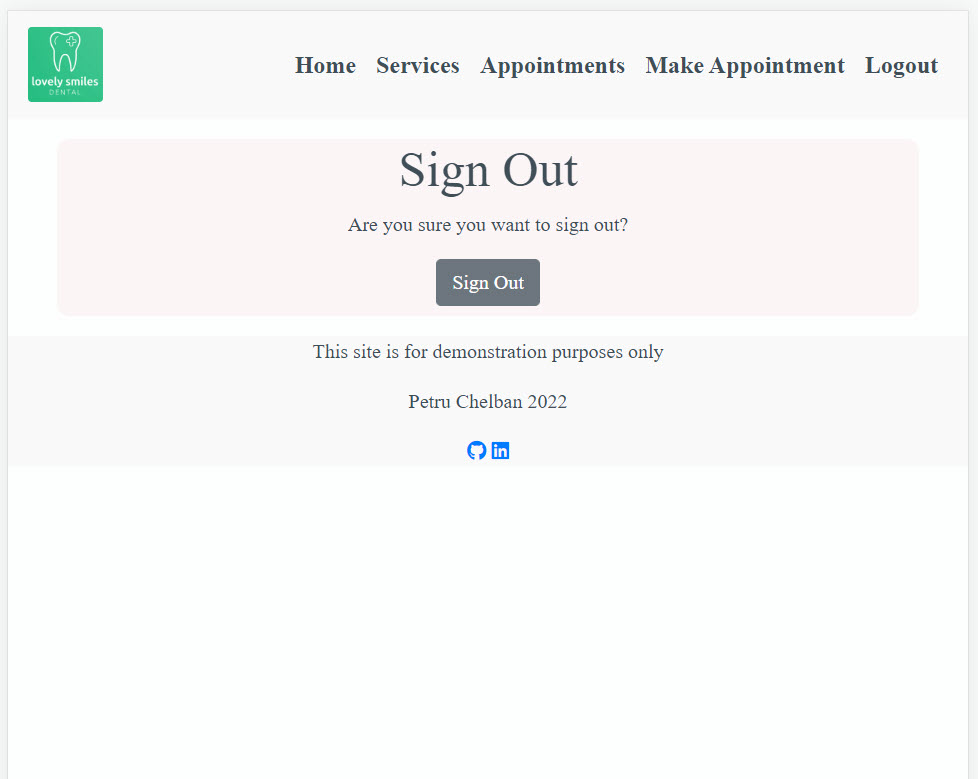 lovely smiles
DENTAL
Home Services Appointments Make Appointment Logout
Sign Out
Are you sure you want to sign out?
Sign Out
This site is for demonstration purposes only
Petru Chelban 2022
in